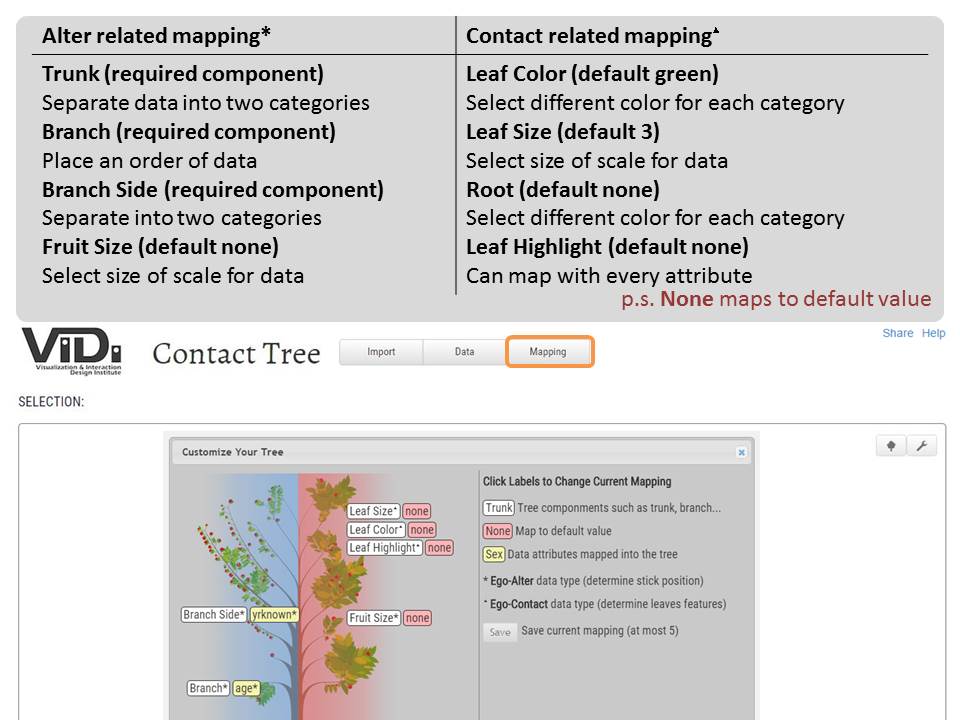 Alter related mapping*
Contact related mapping▲
Trunk (required component)
Separate data into two categories
Branch (required component)
Place an order of data
Branch Side (required component)
Separate into two categories
Fruit Size (default none)
Select size of scale for data
Leaf Color (default green)
Select different color for each category
Leaf Size (default 3)
Select size of scale for data
Root (default none)
Select different color for each category
Leaf Highlight (default none)
Can map with every attribute
p.s. None maps to default value
ViDi
Visualization & Interaction
Design Institute
Contact Tree
Import
Data
Mapping
Share Help
SELECTION:
Customize Your Tree
Leaf Size▲ none
Leaf Color▲ none
Leaf Highlight▲ none
Branch Side* yrknown*
Fruit Size* none
Branch* age*
Click Labels to Change Current Mapping
Trunk Tree componments such as trunk, branch...
None Map to default value
Sex Data attributes mapped into the tree
* Ego-Alter data type (determine stick position)
▲ Ego-Contact data type (determine leaves features)
Save Save current mapping (at most 5)